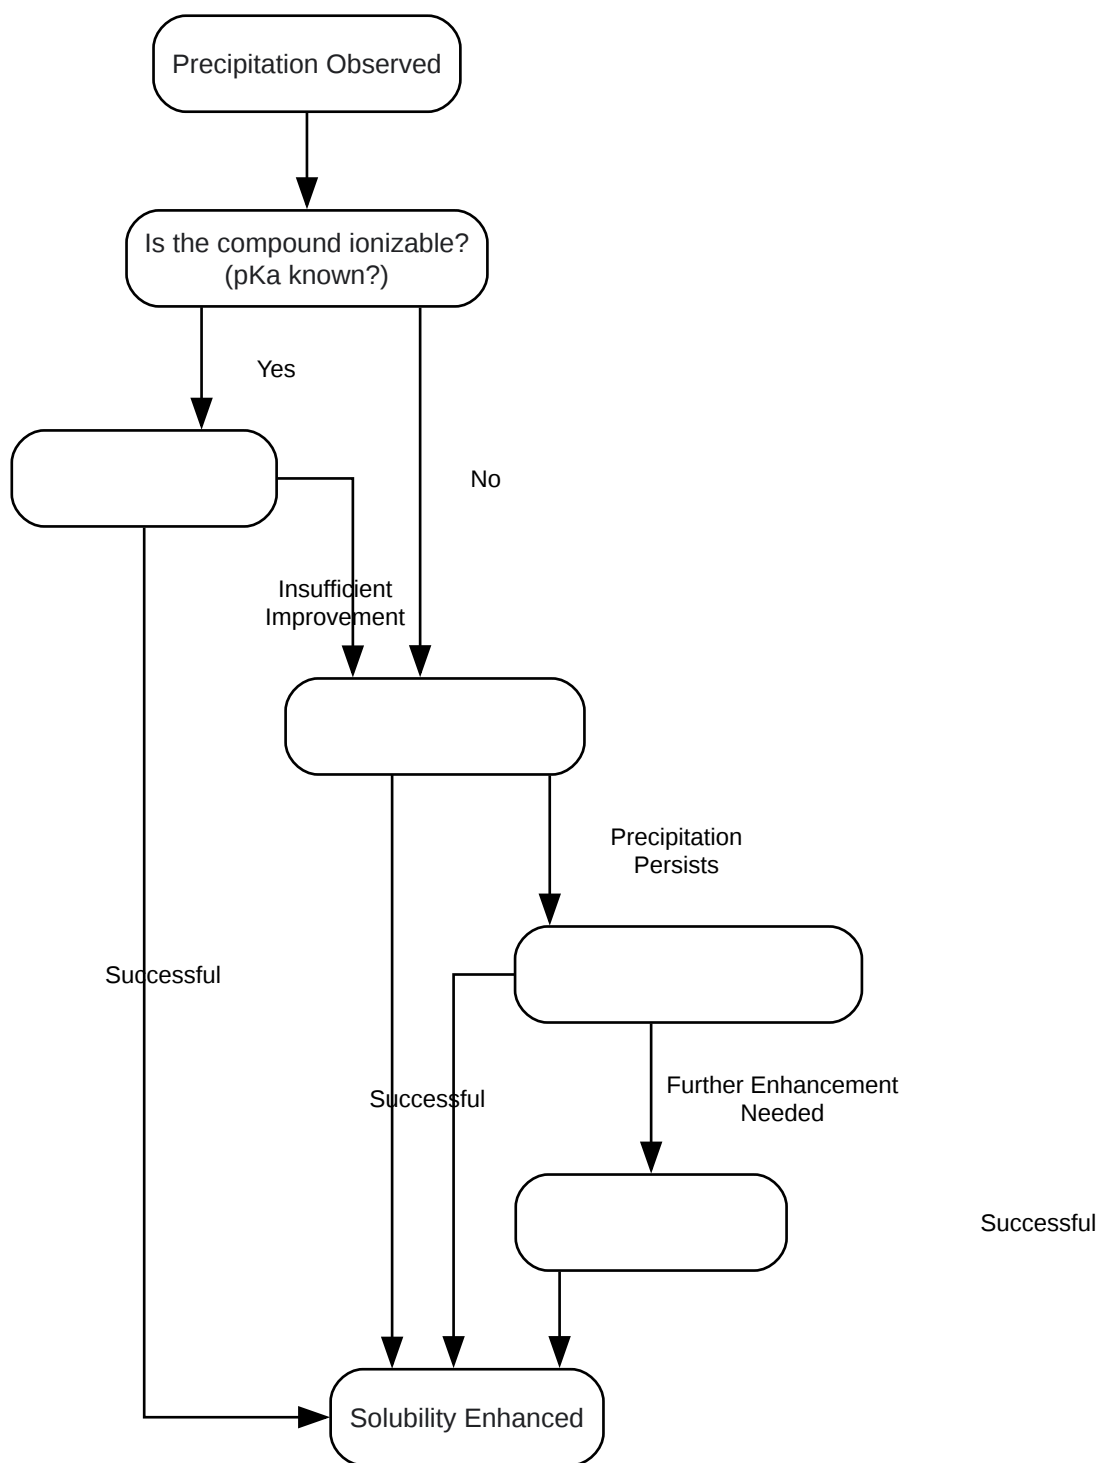 Precipitation Observed
Is the compound ionizable?
(pKa known?)
Yes
No
Insufficient
Improvement
Precipitation
Persists
Successful
Further Enhancement
Needed
Successful
Successful
Solubility Enhanced